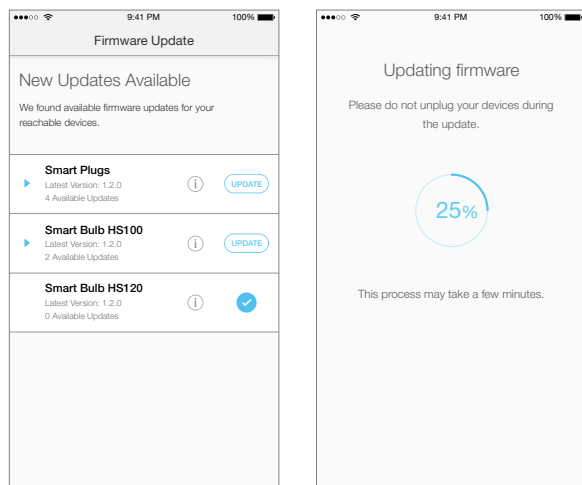 9:41 PM 100%
Firmware Update
New Updates Available
We found available firmware updates for your
reachable devices.
Smart Plugs
Latest Version: 1.2.0
4 Available Updates
i
UPDATE
Smart Bulb HS100
Latest Version: 1.2.0
2 Available Updates
i
UPDATE
Smart Bulb HS120
Latest Version: 1.2.0
0 Available Updates
i
9:41 PM 100%
Updating firmware
Please do not unplug your devices during
the update.
25%
This process may take a few minutes.